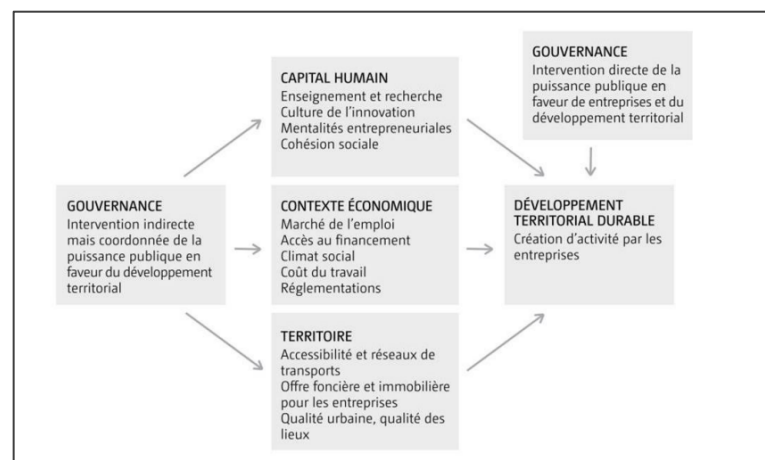 GOUVERNANCE
Intervention indirecte
mais coordonnée de la
puissance publique en
faveur du développement
territorial
CAPITAL HUMAIN
Enseignement et recherche
Culture de l’innovation
Mentalités entrepreneuriales
Cohésion sociale
CONTEXTE ÉCONOMIQUE
Marché de l’emploi
Accès au financement
Climat social
Coût du travail
Réglementations
TERRITOIRE
Accessibilité et réseaux de
transports
Offre foncière et immobilière
pour les entreprises
Qualité urbaine, qualité des
lieux
GOUVERNANCE
Intervention directe de la
puissance publique en
faveur de entreprises et du
développement territorial
DÉVELOPPEMENT
TERRITORIAL DURABLE
Création d’activité par les
entreprises